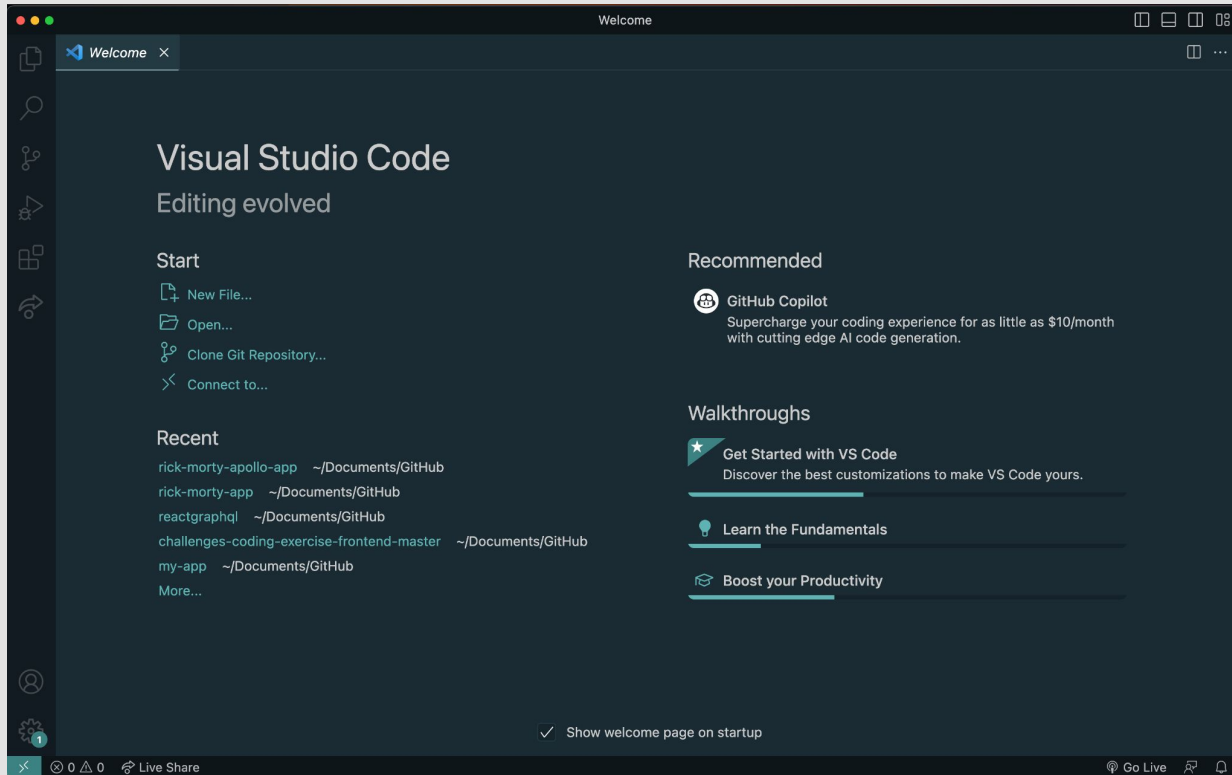 Welcome
Welcome
Visual Studio Code
Editing evolved
Start
New File...
Open...
Clone Git Repository...
Connect to...
Recent
rick-morty-apollo-app ~/Documents/GitHub
rick-morty-app ~/Documents/GitHub
reactgraphql ~/Documents/GitHub
challenges-coding-exercise-frontend-master ~/Documents/GitHub
my-app ~/Documents/GitHub
More...
Recommended
GitHub Copilot
Supercharge your coding experience for as little as $10/month
with cutting edge AI code generation.
Walkthroughs
Get Started with VS Code
Discover the best customizations to make VS Code yours.
Learn the Fundamentals
Boost your Productivity
Show welcome page on startup
1
0 0 Live Share Go Live